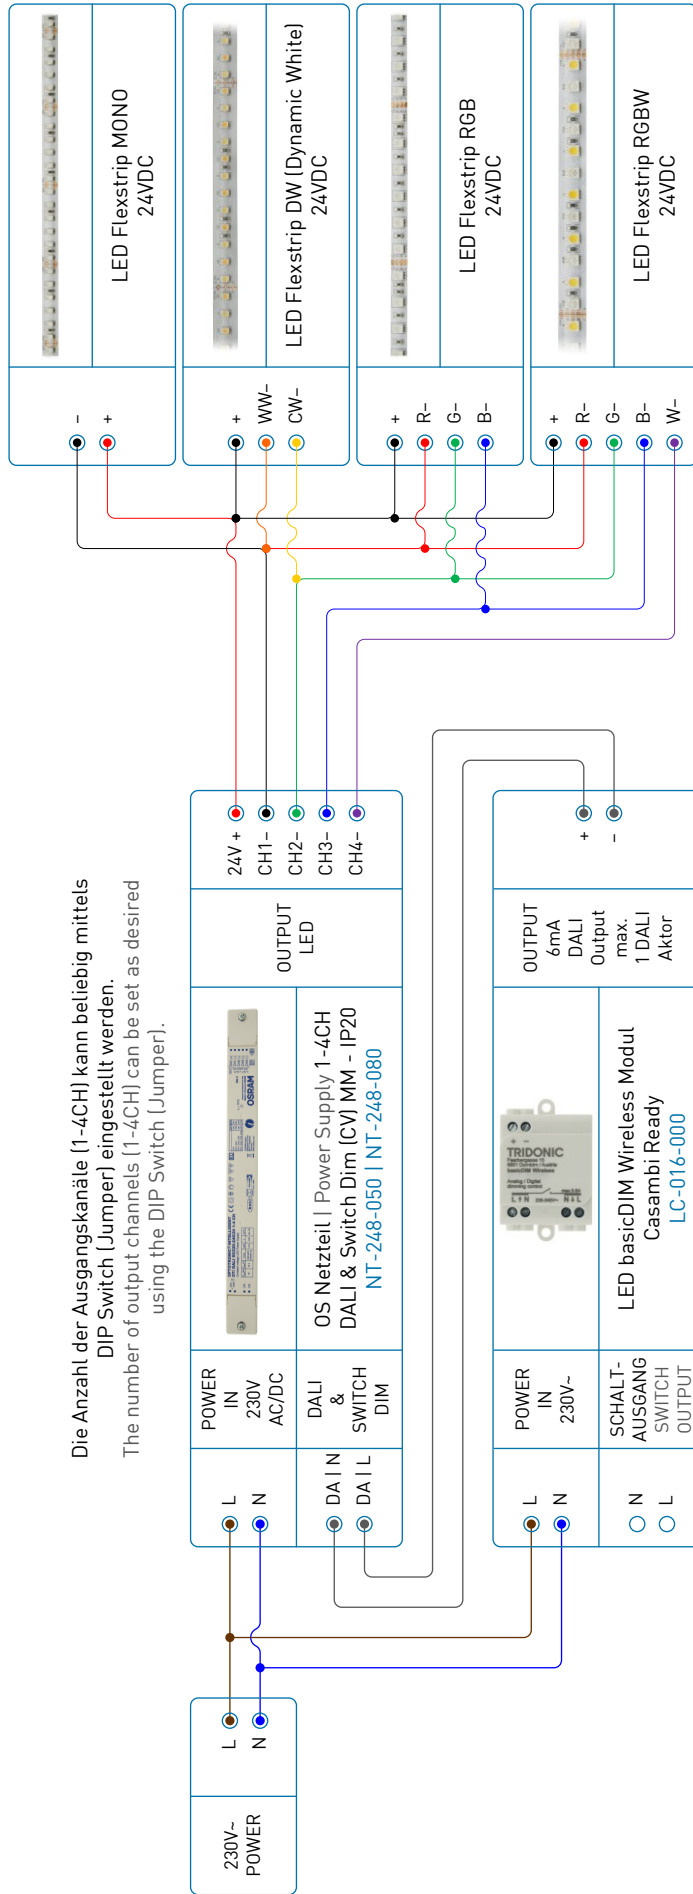 Die Anzahl der Ausgangskanäle (1-4CH) kann beliebig mittels
DIP Switch (Jumper) eingestellt werden.
The number of output channels (1-4CH) can be set as desired
using the DIP Switch (Jumper).
230V~
POWER
L
N
L
N
POWER
IN
230V
AC/DC
DA | N
DA | L
DALI
&
SWITCH
DIM
OSRAM
OS Netzteil | Power Supply 1-4CH
DALI & Switch Dim (CV) MM - IP20
NT-248-050 | NT-248-080
OUTPUT
LED
24V +
CH1-
CH2-
CH3-
CH4-
L
N
POWER
IN
230V~
N
L
SCHALT-
AUSGANG
SWITCH
OUTPUT
TRIDONIC
basicDIM Wireless
LED basicDIM Wireless Modul
Casambi Ready
LC-016-000
OUTPUT
6mA
DALI
Output
max.
1 DALI
Aktor
+
-
-
+
LED Flexstrip MONO
24VDC
+
WW-
CW-
LED Flexstrip DW (Dynamic White)
24VDC
+
R-
G-
B-
LED Flexstrip RGB
24VDC
+
R-
G-
B-
W-
LED Flexstrip RGBW
24VDC